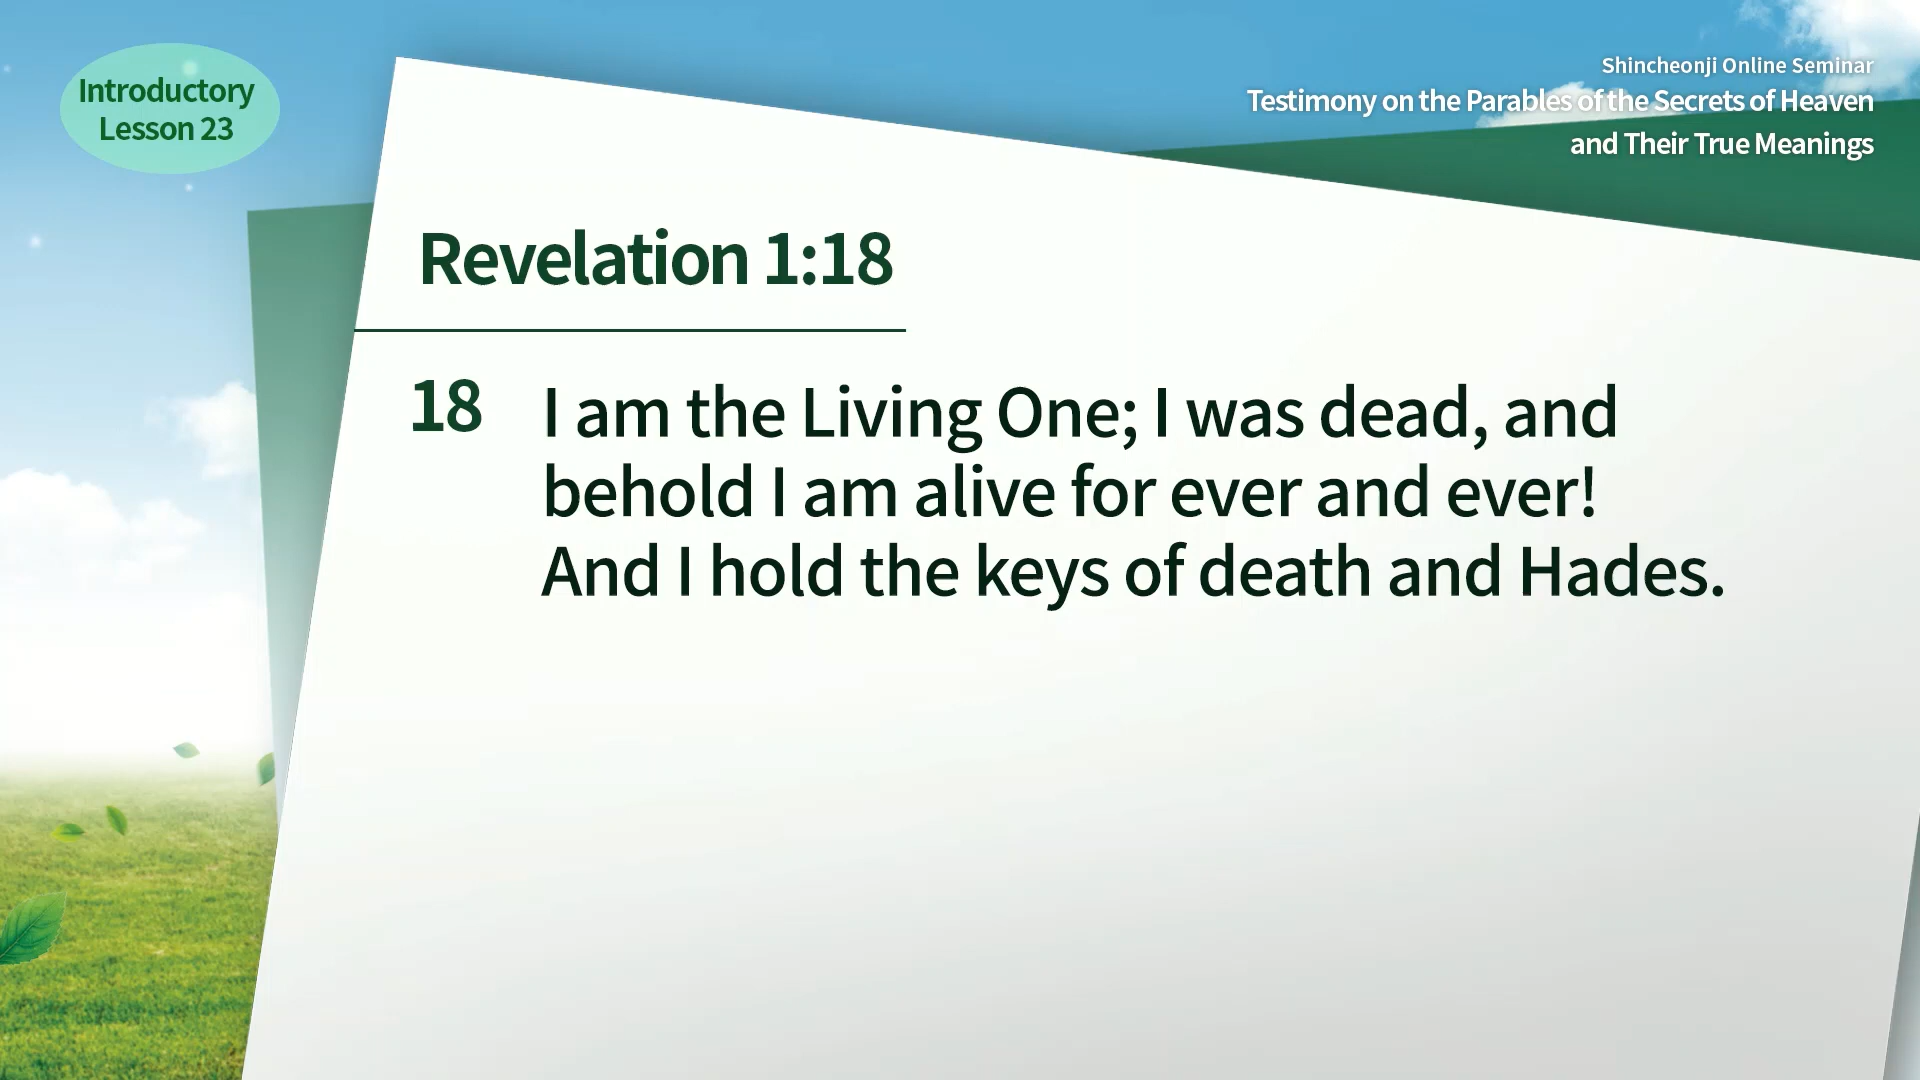 Introductory
Lesson 23
Shincheonji Online Seminar
Testimony on the Parables of the Secrets of Heaven
and Their True Meanings
Revelation 1:18
18 I am the Living One; I was dead, and
behold I am alive for ever and ever!
And I hold the keys of death and Hades.